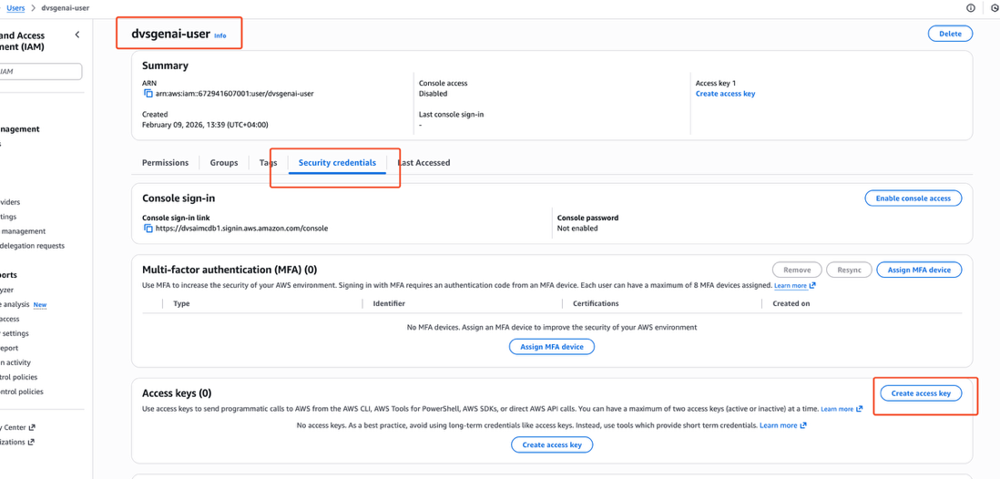 Users > dvsgenai-user
and Access
ment (IAM)
IAM
anagement
s
viders
tings
management
delegation requests
ports
yzer
e analysis New
access
settings
eport
n activity
trol policies
ontrol policies
y Center
izations
dvsgenai-user Info
Delete
Summary
ARN
arn:aws:iam::672941607001:user/dvsgenai-user
Created
February 09, 2026, 13:39 (UTC+04:00)
Console access
Disabled
Last console sign-in
-
Access key 1
Create access key
Permissions Groups Tags Security credentials Last Accessed
Console sign-in
Enable console access
Console sign-in link
https://dvsaimcdb1.signin.aws.amazon.com/console
Console password
Not enabled
Multi-factor authentication (MFA) (0)
Remove Resync Assign MFA device
Use MFA to increase the security of your AWS environment. Signing in with MFA requires an authentication code from an MFA device. Each user can have a maximum of 8 MFA devices assigned. Learn more
Type Identifier Certifications Created on
No MFA devices. Assign an MFA device to improve the security of your AWS environment
Assign MFA device
Access keys (0)
Create access key
Use access keys to send programmatic calls to AWS from the AWS CLI, AWS Tools for PowerShell, AWS SDKs, or direct AWS API calls. You can have a maximum of two access keys (active or inactive) at a time. Learn more
No access keys. As a best practice, avoid using long-term credentials like access keys. Instead, use tools which provide short term credentials. Learn more
Create access key